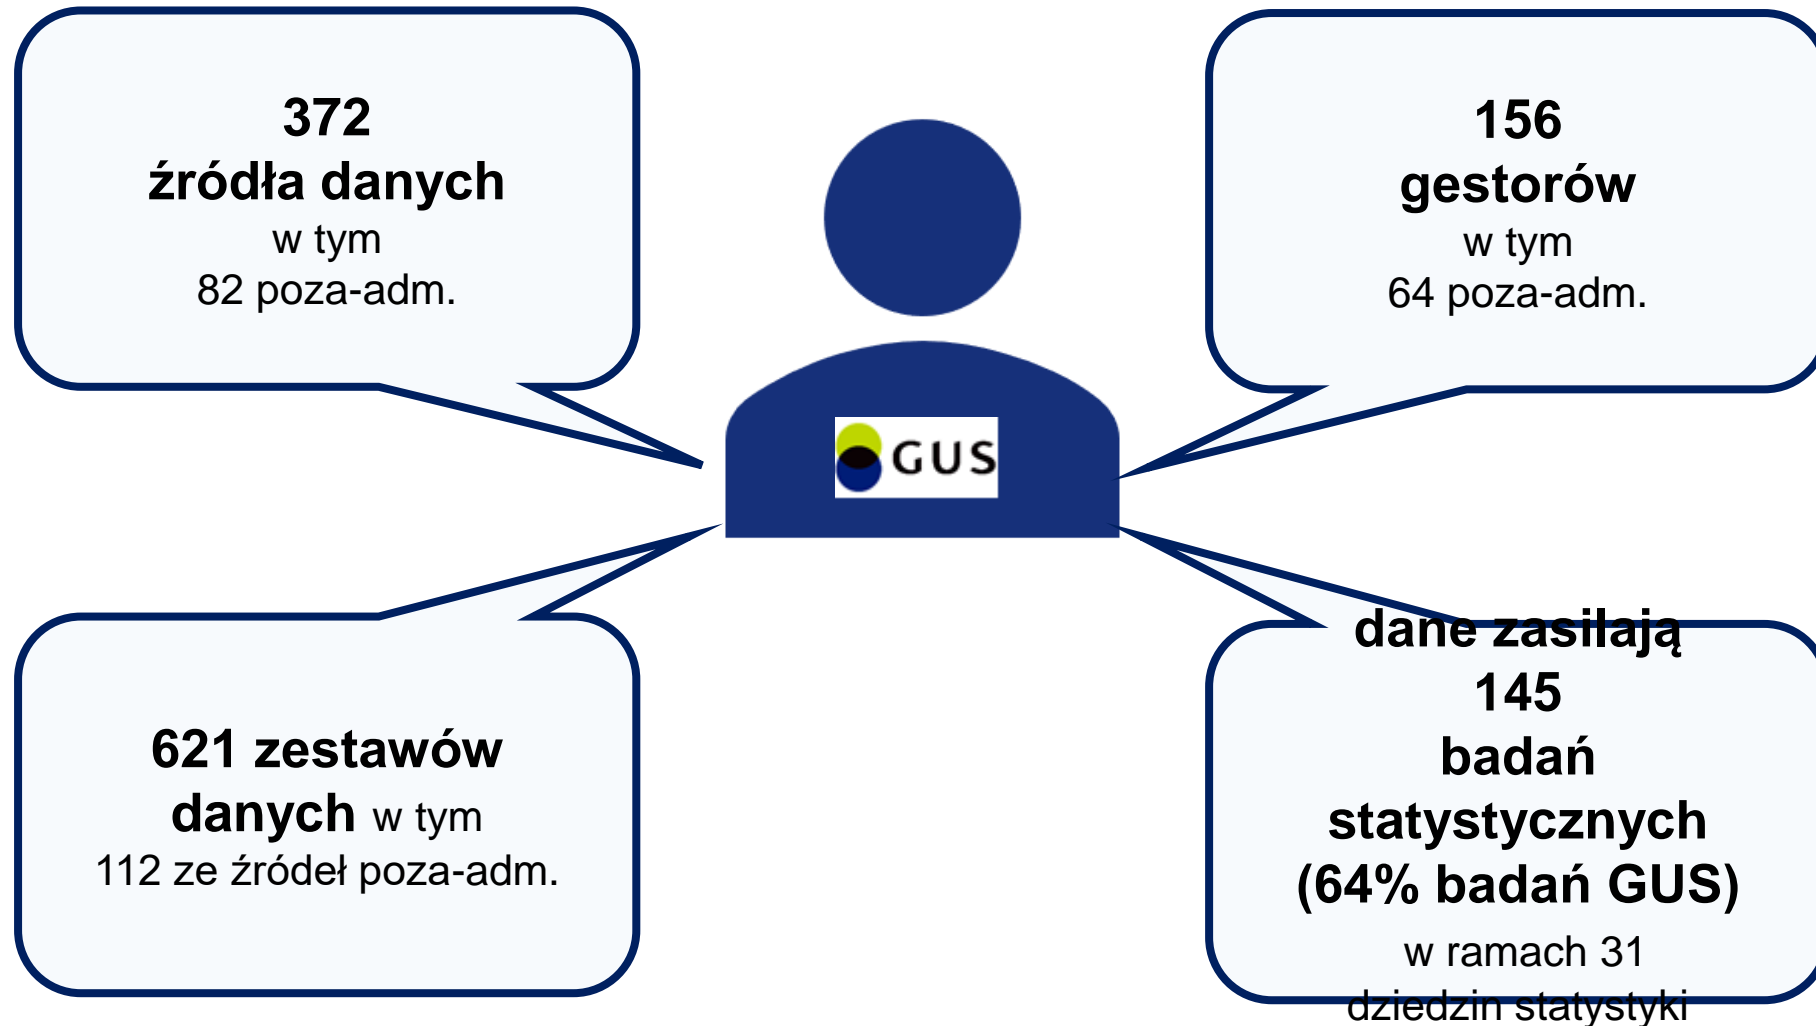 372
źródła danych
w tym
82 poza-adm.
156
gestorów
w tym
64 poza-adm.
GUS
621 zestawów
danych w tym
112 ze źródeł poza-adm.
dane zasilają
145
badań
statystycznych
(64% badań GUS)
w ramach 31
dziedzin statystyki